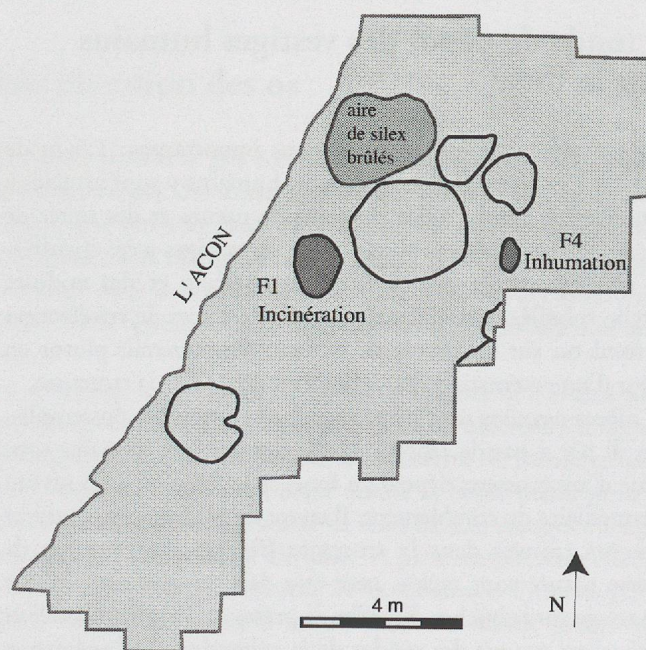 aire
de silex
brûlés
L'ACON
F1
Incinération
F4
Inhumation
4 m
N